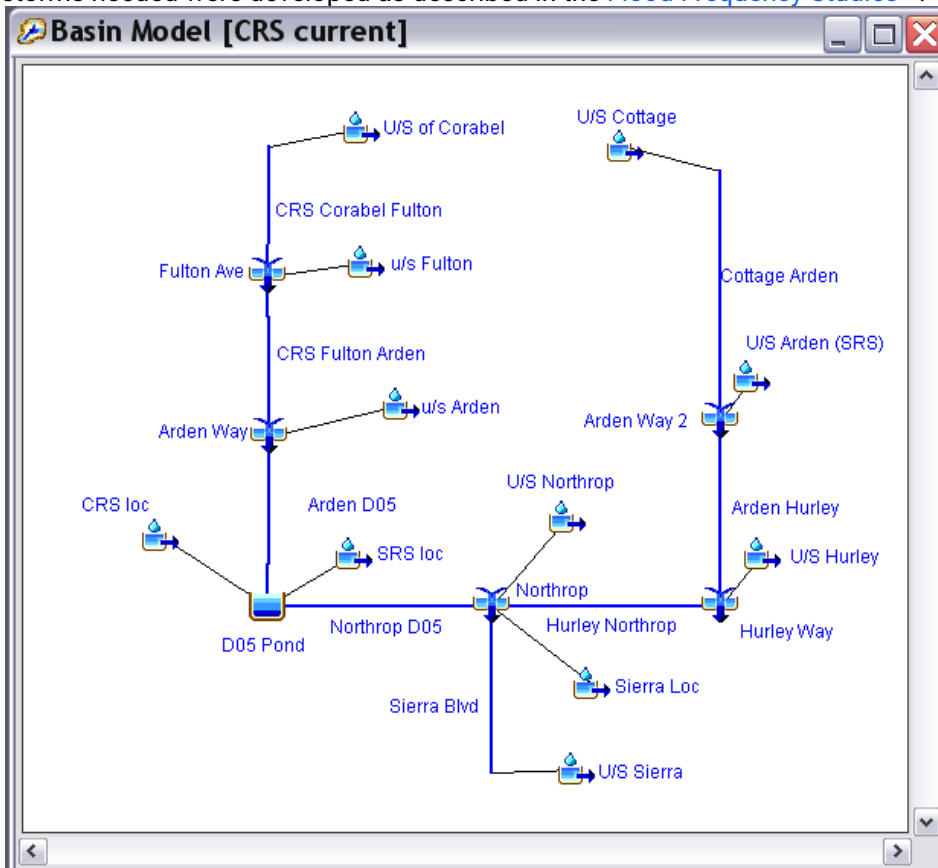 Basin Model [CRS current]
U/S of Corabel
U/S Cottage
CRS Corabel Fulton
Fulton Ave
u/s Fulton
Cottage Arden
CRS Fulton Arden
U/S Arden (SRS)
u/s Arden
Arden Way
Arden Way 2
U/S Northrop
CRS loc
Arden D05
Arden Hurley
SRS loc
U/S Hurley
Northrop
Northrop D05
Hurley Northrop
Hurley Way
D05 Pond
Sierra Loc
Sierra Blvd
U/S Sierra